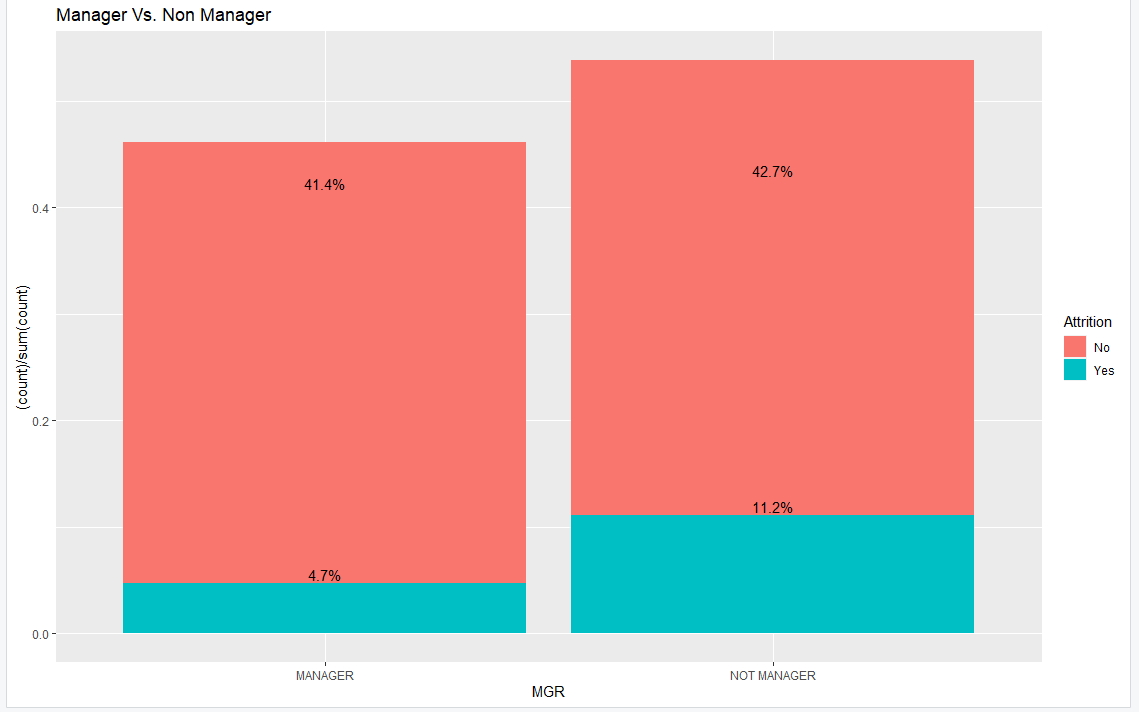 Manager Vs. Non Manager
(count)/sum(count)
0.4
0.2
0.0
41.4%
4.7%
42.7%
11.2%
MANAGER
NOT MANAGER
MGR
Attrition
No
Yes